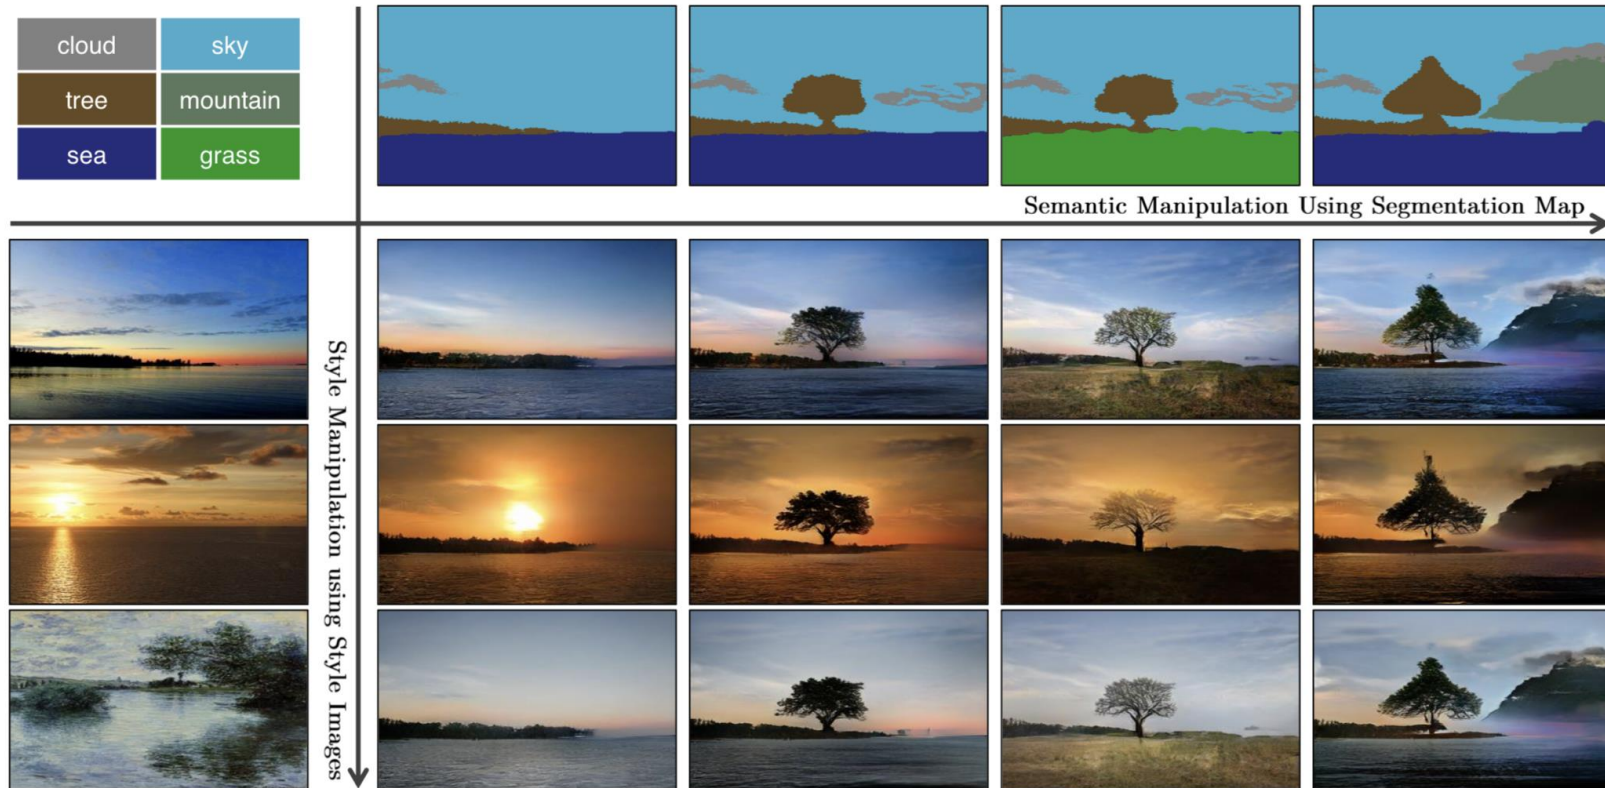 cloud
sky
tree
mountain
sea
grass
Semantic Manipulation Using Segmentation Map
Style Manipulation using Style Images